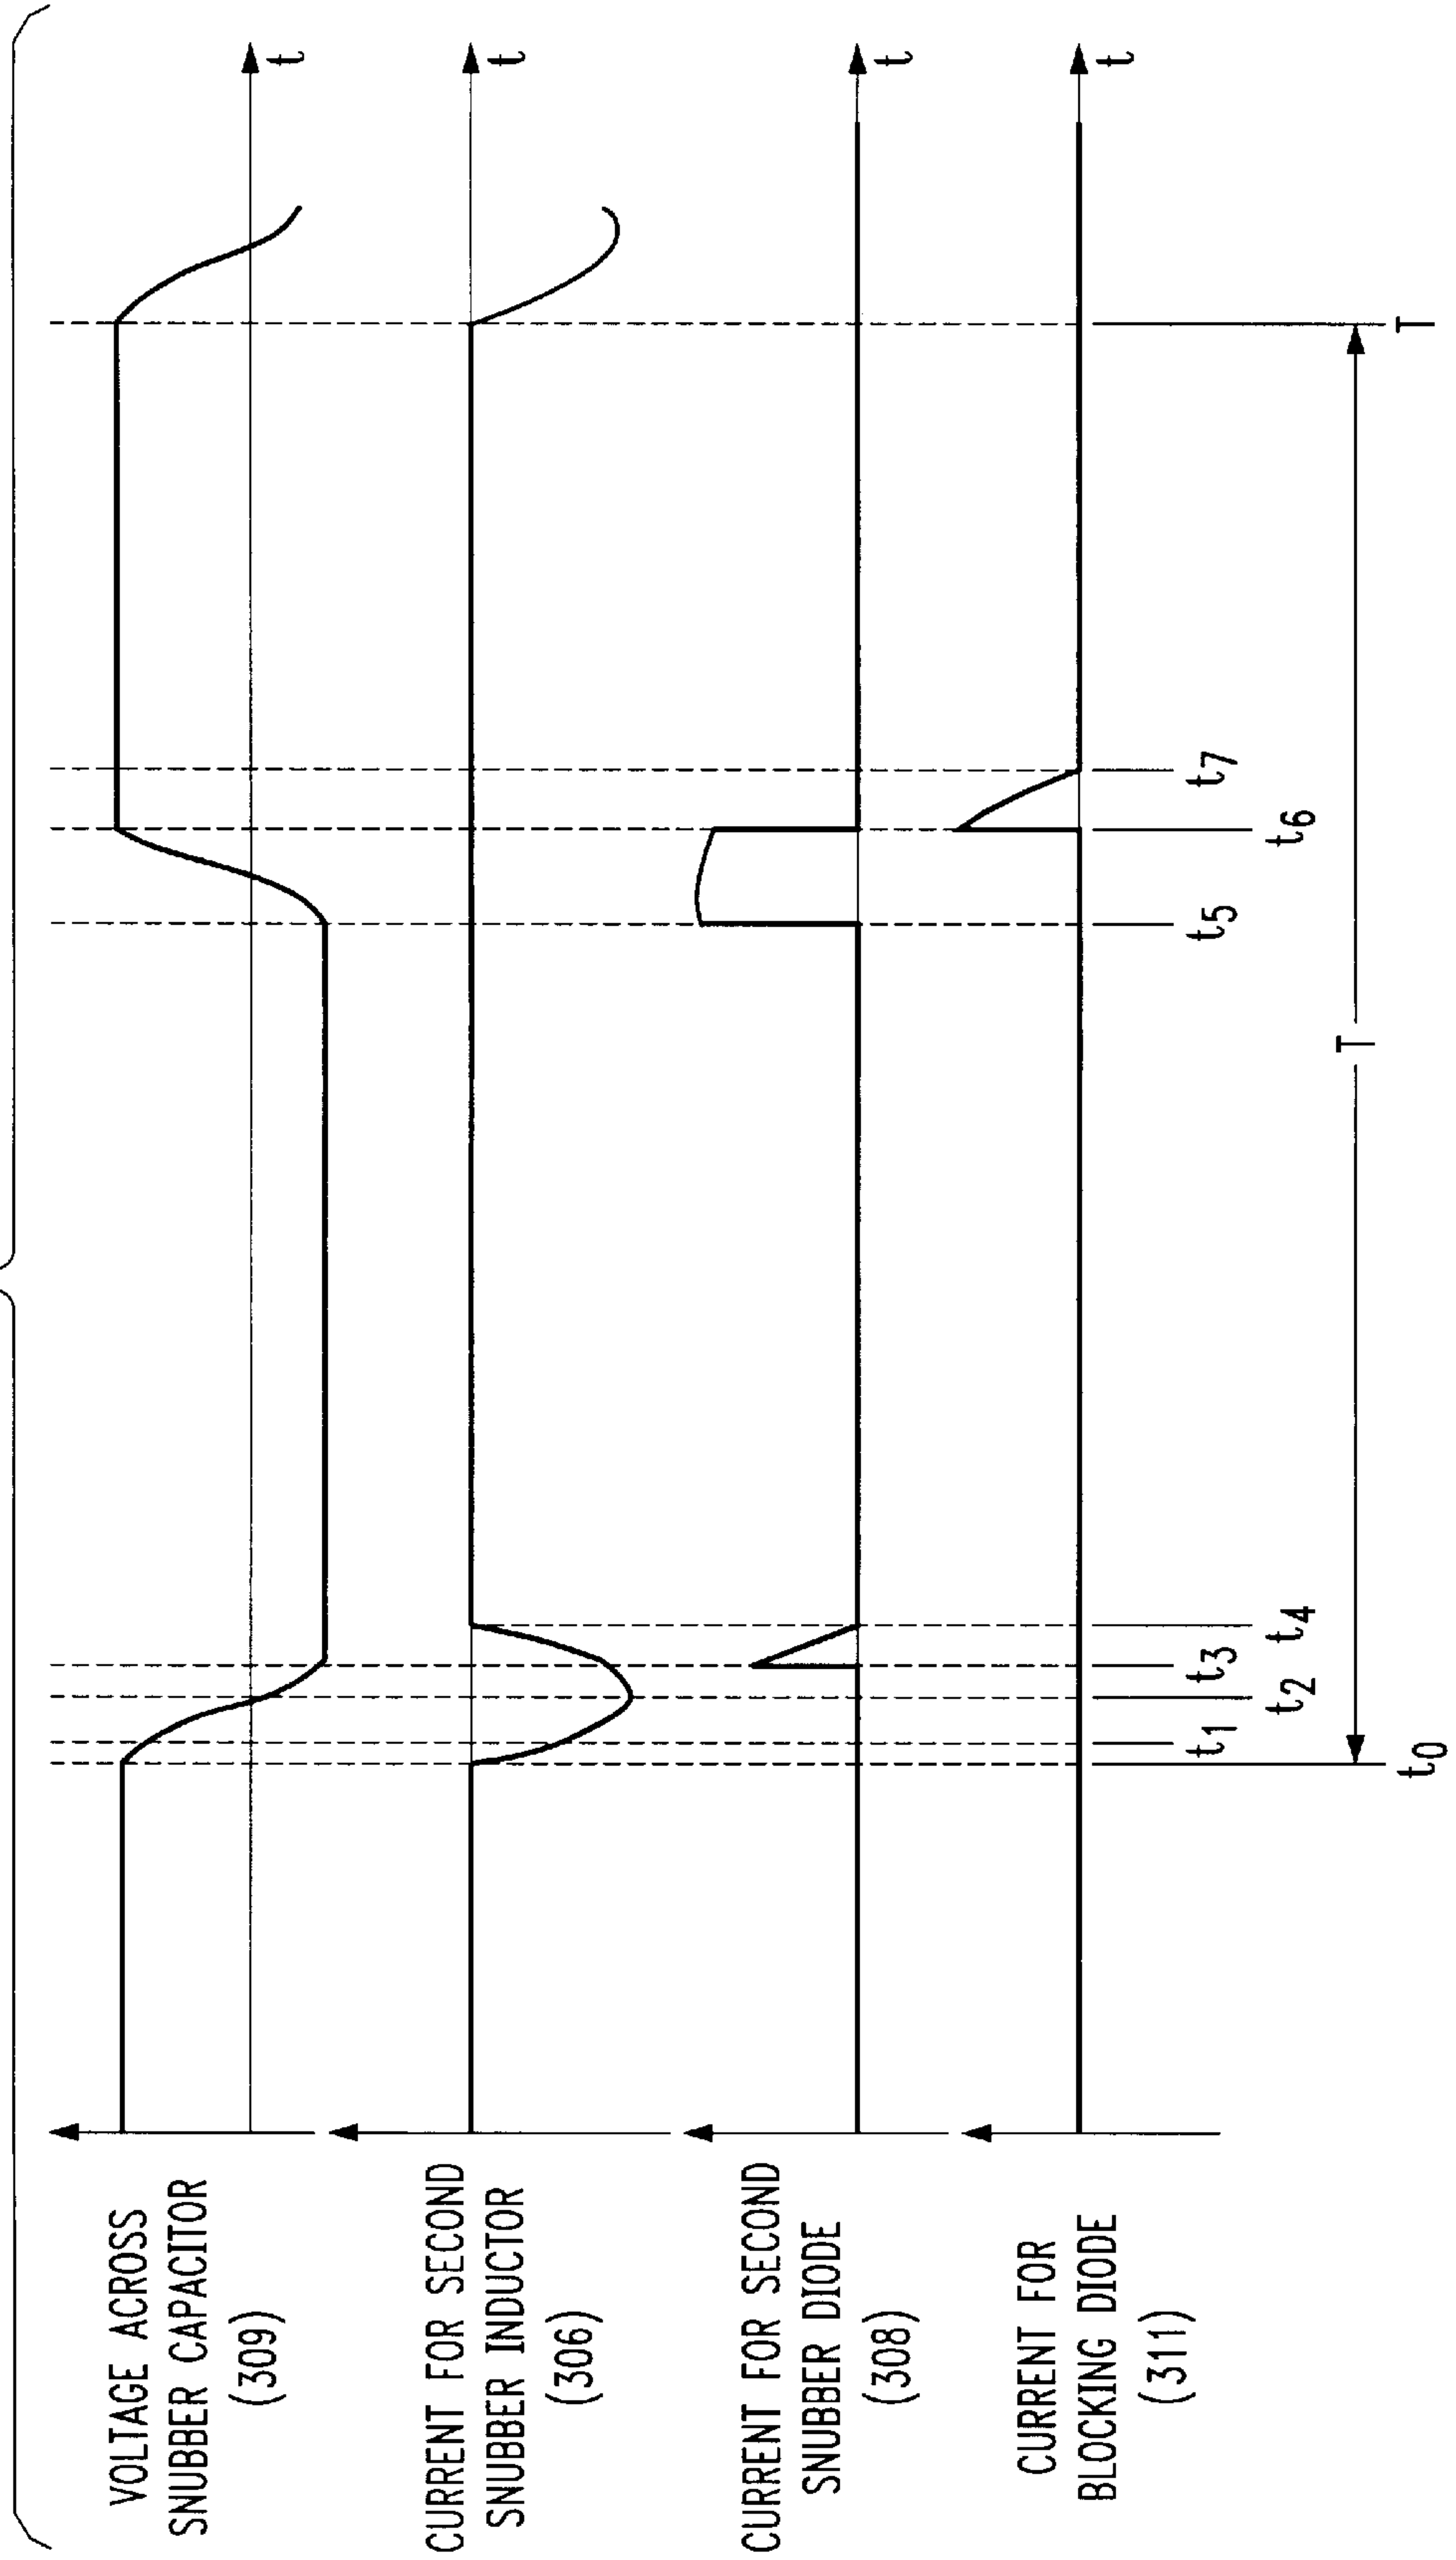 VOLTAGE ACROSS
SNUBBER CAPACITOR
(309)
t
CURRENT FOR SECOND
SNUBBER INDUCTOR
(306)
t
CURRENT FOR SECOND
SNUBBER DIODE
(308)
t
CURRENT FOR
BLOCKING DIODE
(311)
t
t1 t3 t5 t7
t2 t4 t6
T
t0 T